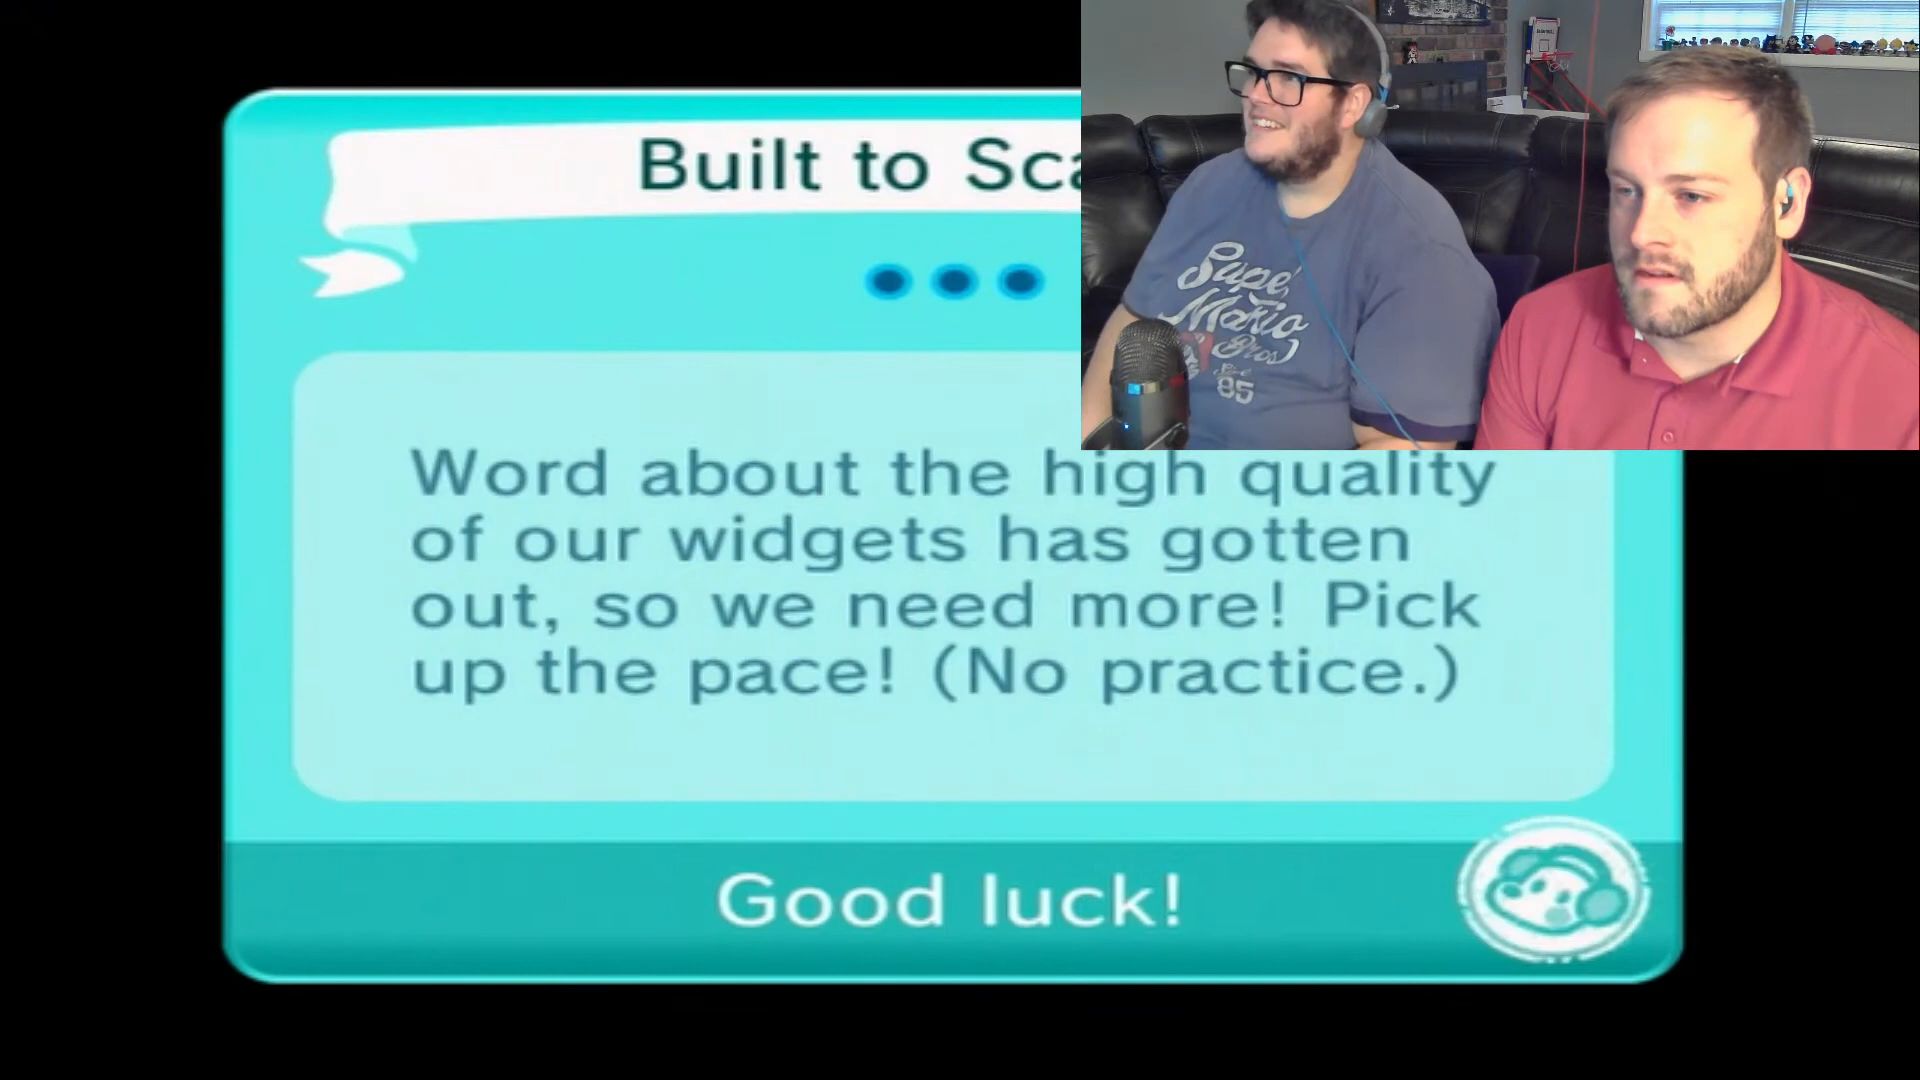 Built to Sca
Super
Mario
Bros
85
Word about the high quality
of our widgets has gotten
out, so we need more! Pick
up the pace! (No practice.)
Good luck!